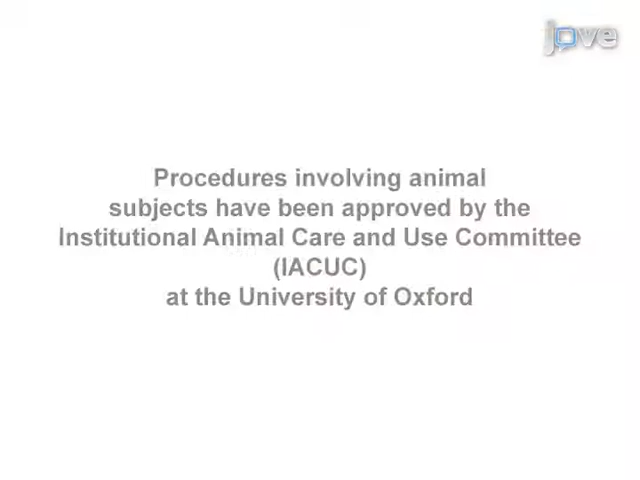 jove
Procedures involving animal
subjects have been approved by the
Institutional Animal Care and Use Committee
(IACUC)
at the University of Oxford